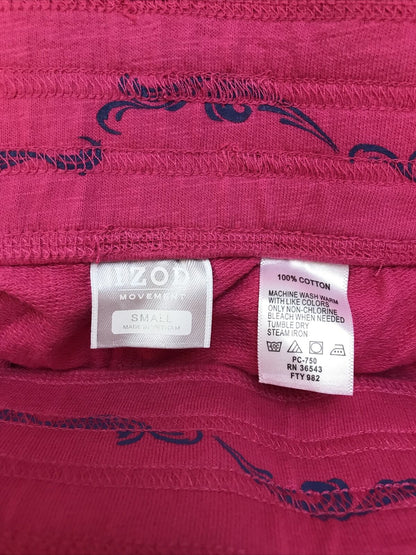 IZOD
MOVEMENT
SMALL
MADE IN VIETNAM
100% COTTON
MACHINE WASH WARM
WITH LIKE COLORS
ONLY NON-CHLORINE
BLEACH WHEN NEEDED
TUMBLE DRY
STEAM IRON
PC-750
RN 36543
FTY 982